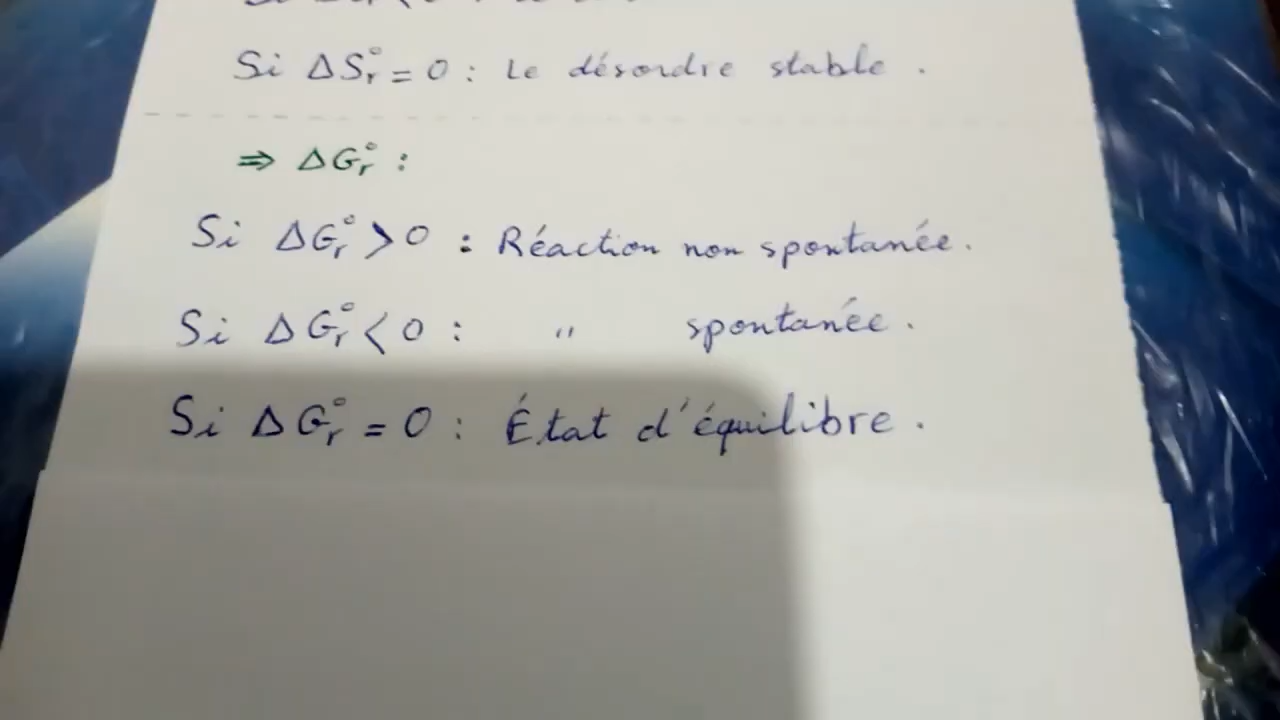 Si ΔS°r = 0 : Le désordre stable .
⇒ ΔG°r :
Si ΔG°r > 0 : Réaction non spontanée .
Si ΔG°r < 0 : " spontanée .
Si ΔG°r = 0 : État d'équilibre .